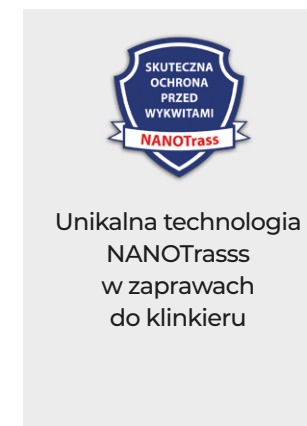 SKUTECZNA
OCHRONA
PRZED
WYKWITAMI
NANOTrass
Unikalna technologia
NANOTrasss
w zaprawach
do klinkieru